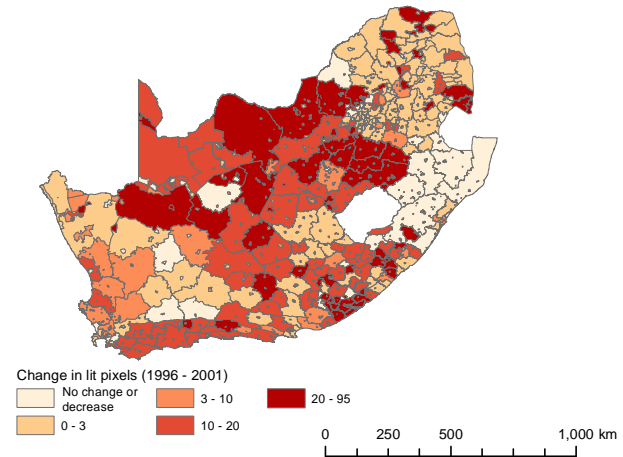 Change in lit pixels (1996 - 2001)
No change or
decrease
0 - 3
3 - 10
10 - 20
20 - 95
0 250 500 1,000 km